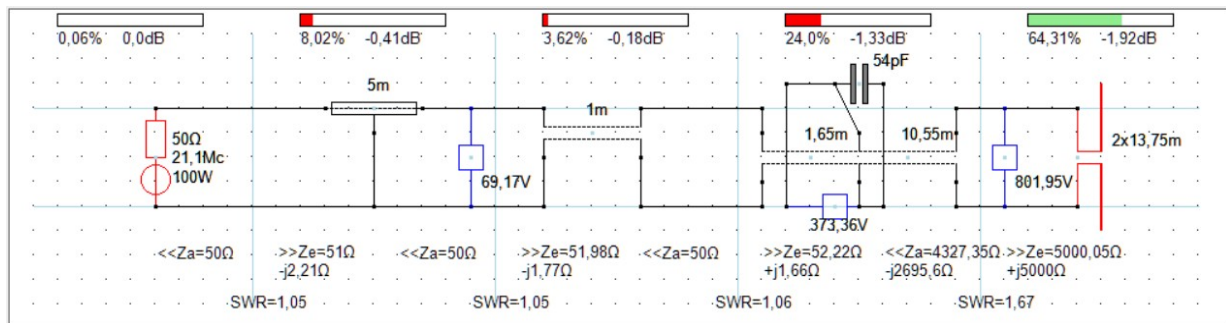 0,06% 0,0dB
8,02% -0,41dB
3,62% -0,18dB
24,0% -1,33dB
64,31% -1,92dB
54pF
5m
1m
50Ω
21,1Mc
100W
1,65m
10,55m
2x13,75m
69,17V
801,95V
373,36V
<<Za=50Ω
>>Ze=51Ω
-j2,21Ω
<<Za=50Ω
>>Ze=51,98Ω
-j1,77Ω
<<Za=50Ω
>>Ze=52,22Ω
+j1,66Ω
<<Za=4327,35Ω
-j2695,6Ω
>>Ze=5000,05Ω
+j5000Ω
SWR=1,05
SWR=1,05
SWR=1,06
SWR=1,67